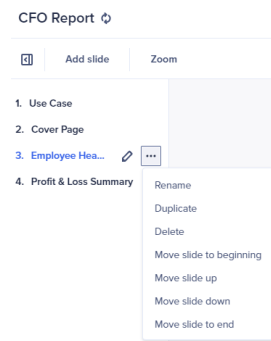 CFO Report
Add slide Zoom
1. Use Case
2. Cover Page
3. Employee Hea...
4. Profit & Loss Summary
Rename
Duplicate
Delete
Move slide to beginning
Move slide up
Move slide down
Move slide to end